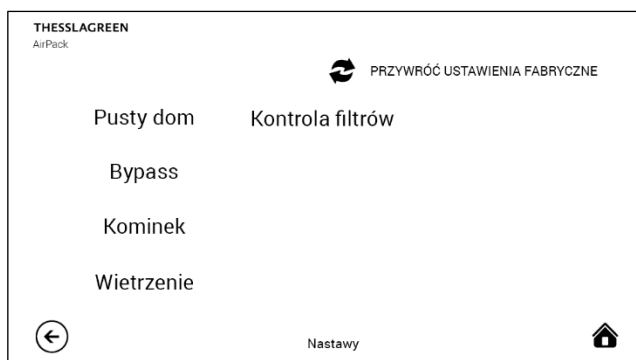 THESSLAGREEN
AirPack
PRZYWRÓĆ USTAWIENIA FABRYCZNE
Pusty dom
Kontrola filtrów
Bypass
Kominek
Wietrzenie
Nastawy